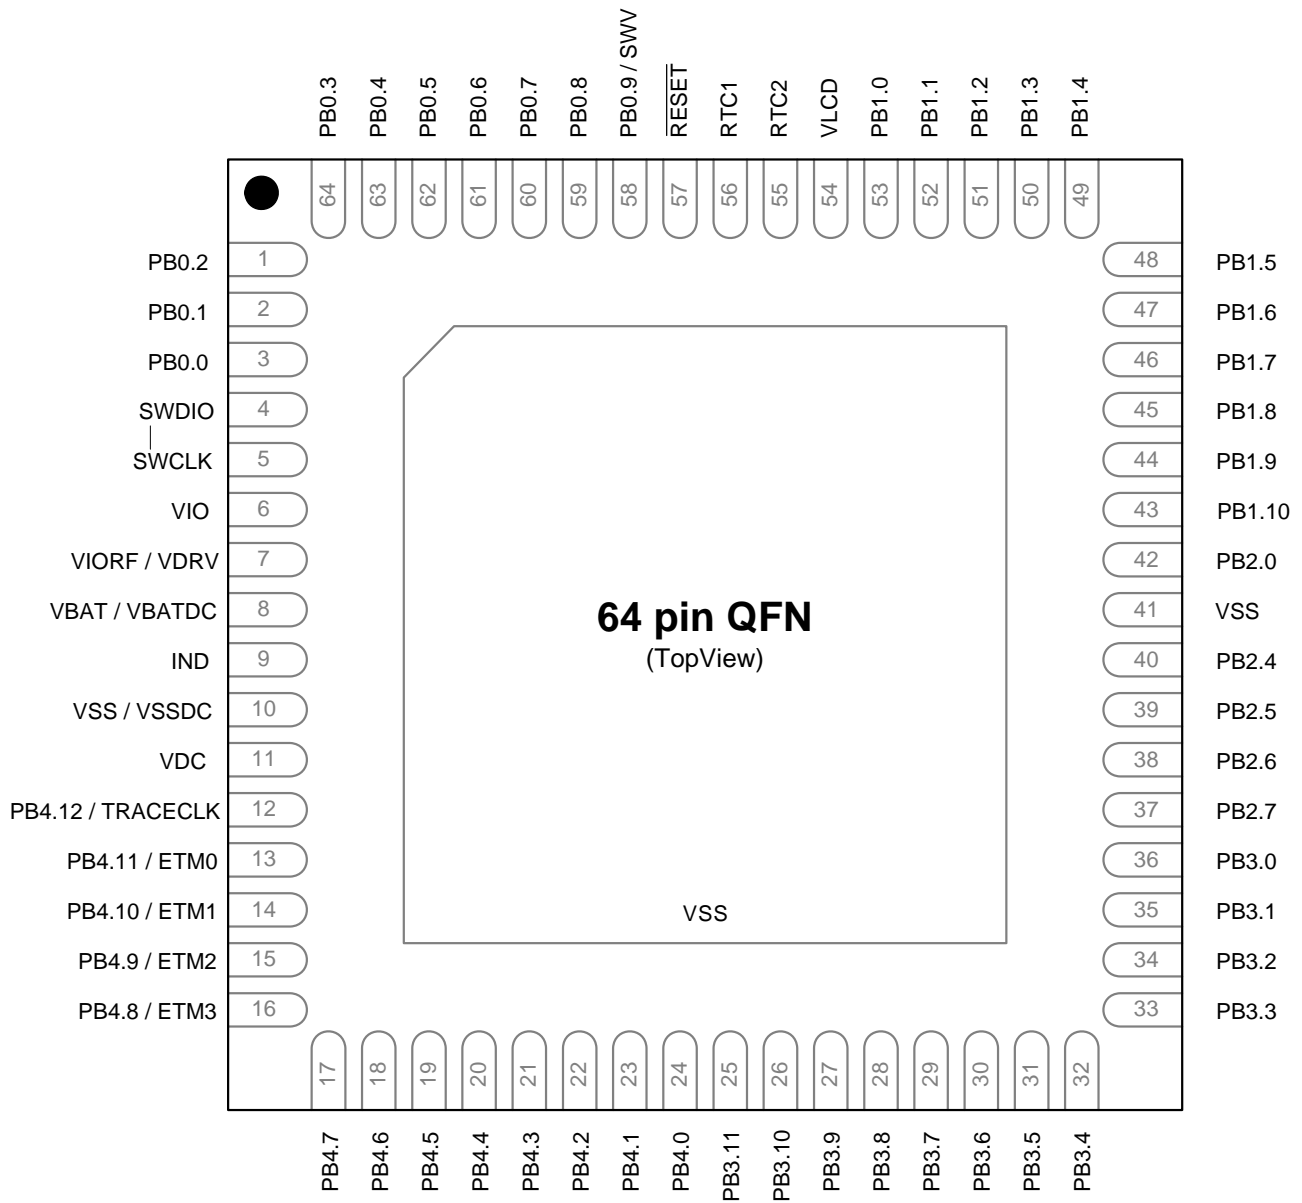 PB0.3
PB0.4
PB0.5
PB0.6
PB0.7
PB0.8
PB0.9 / SWV
RESET
RTC1
RTC2
VLCD
PB1.0
PB1.1
PB1.2
PB1.3
PB1.4
64
63
62
61
60
59
58
57
56
55
54
53
52
51
50
49
PB0.2 1
PB0.1 2
PB0.0 3
SWDIO 4
SWCLK 5
VIO 6
VIORF / VDRV 7
VBAT / VBATDC 8
IND 9
VSS / VSSDC 10
VDC 11
PB4.12 / TRACECLK 12
PB4.11 / ETM0 13
PB4.10 / ETM1 14
PB4.9 / ETM2 15
PB4.8 / ETM3 16
64 pin QFN
(TopView)
VSS
48 PB1.5
47 PB1.6
46 PB1.7
45 PB1.8
44 PB1.9
43 PB1.10
42 PB2.0
41 VSS
40 PB2.4
39 PB2.5
38 PB2.6
37 PB2.7
36 PB3.0
35 PB3.1
34 PB3.2
33 PB3.3
17
18
19
20
21
22
23
24
25
26
27
28
29
30
31
32
PB4.7
PB4.6
PB4.5
PB4.4
PB4.3
PB4.2
PB4.1
PB4.0
PB3.11
PB3.10
PB3.9
PB3.8
PB3.7
PB3.6
PB3.5
PB3.4